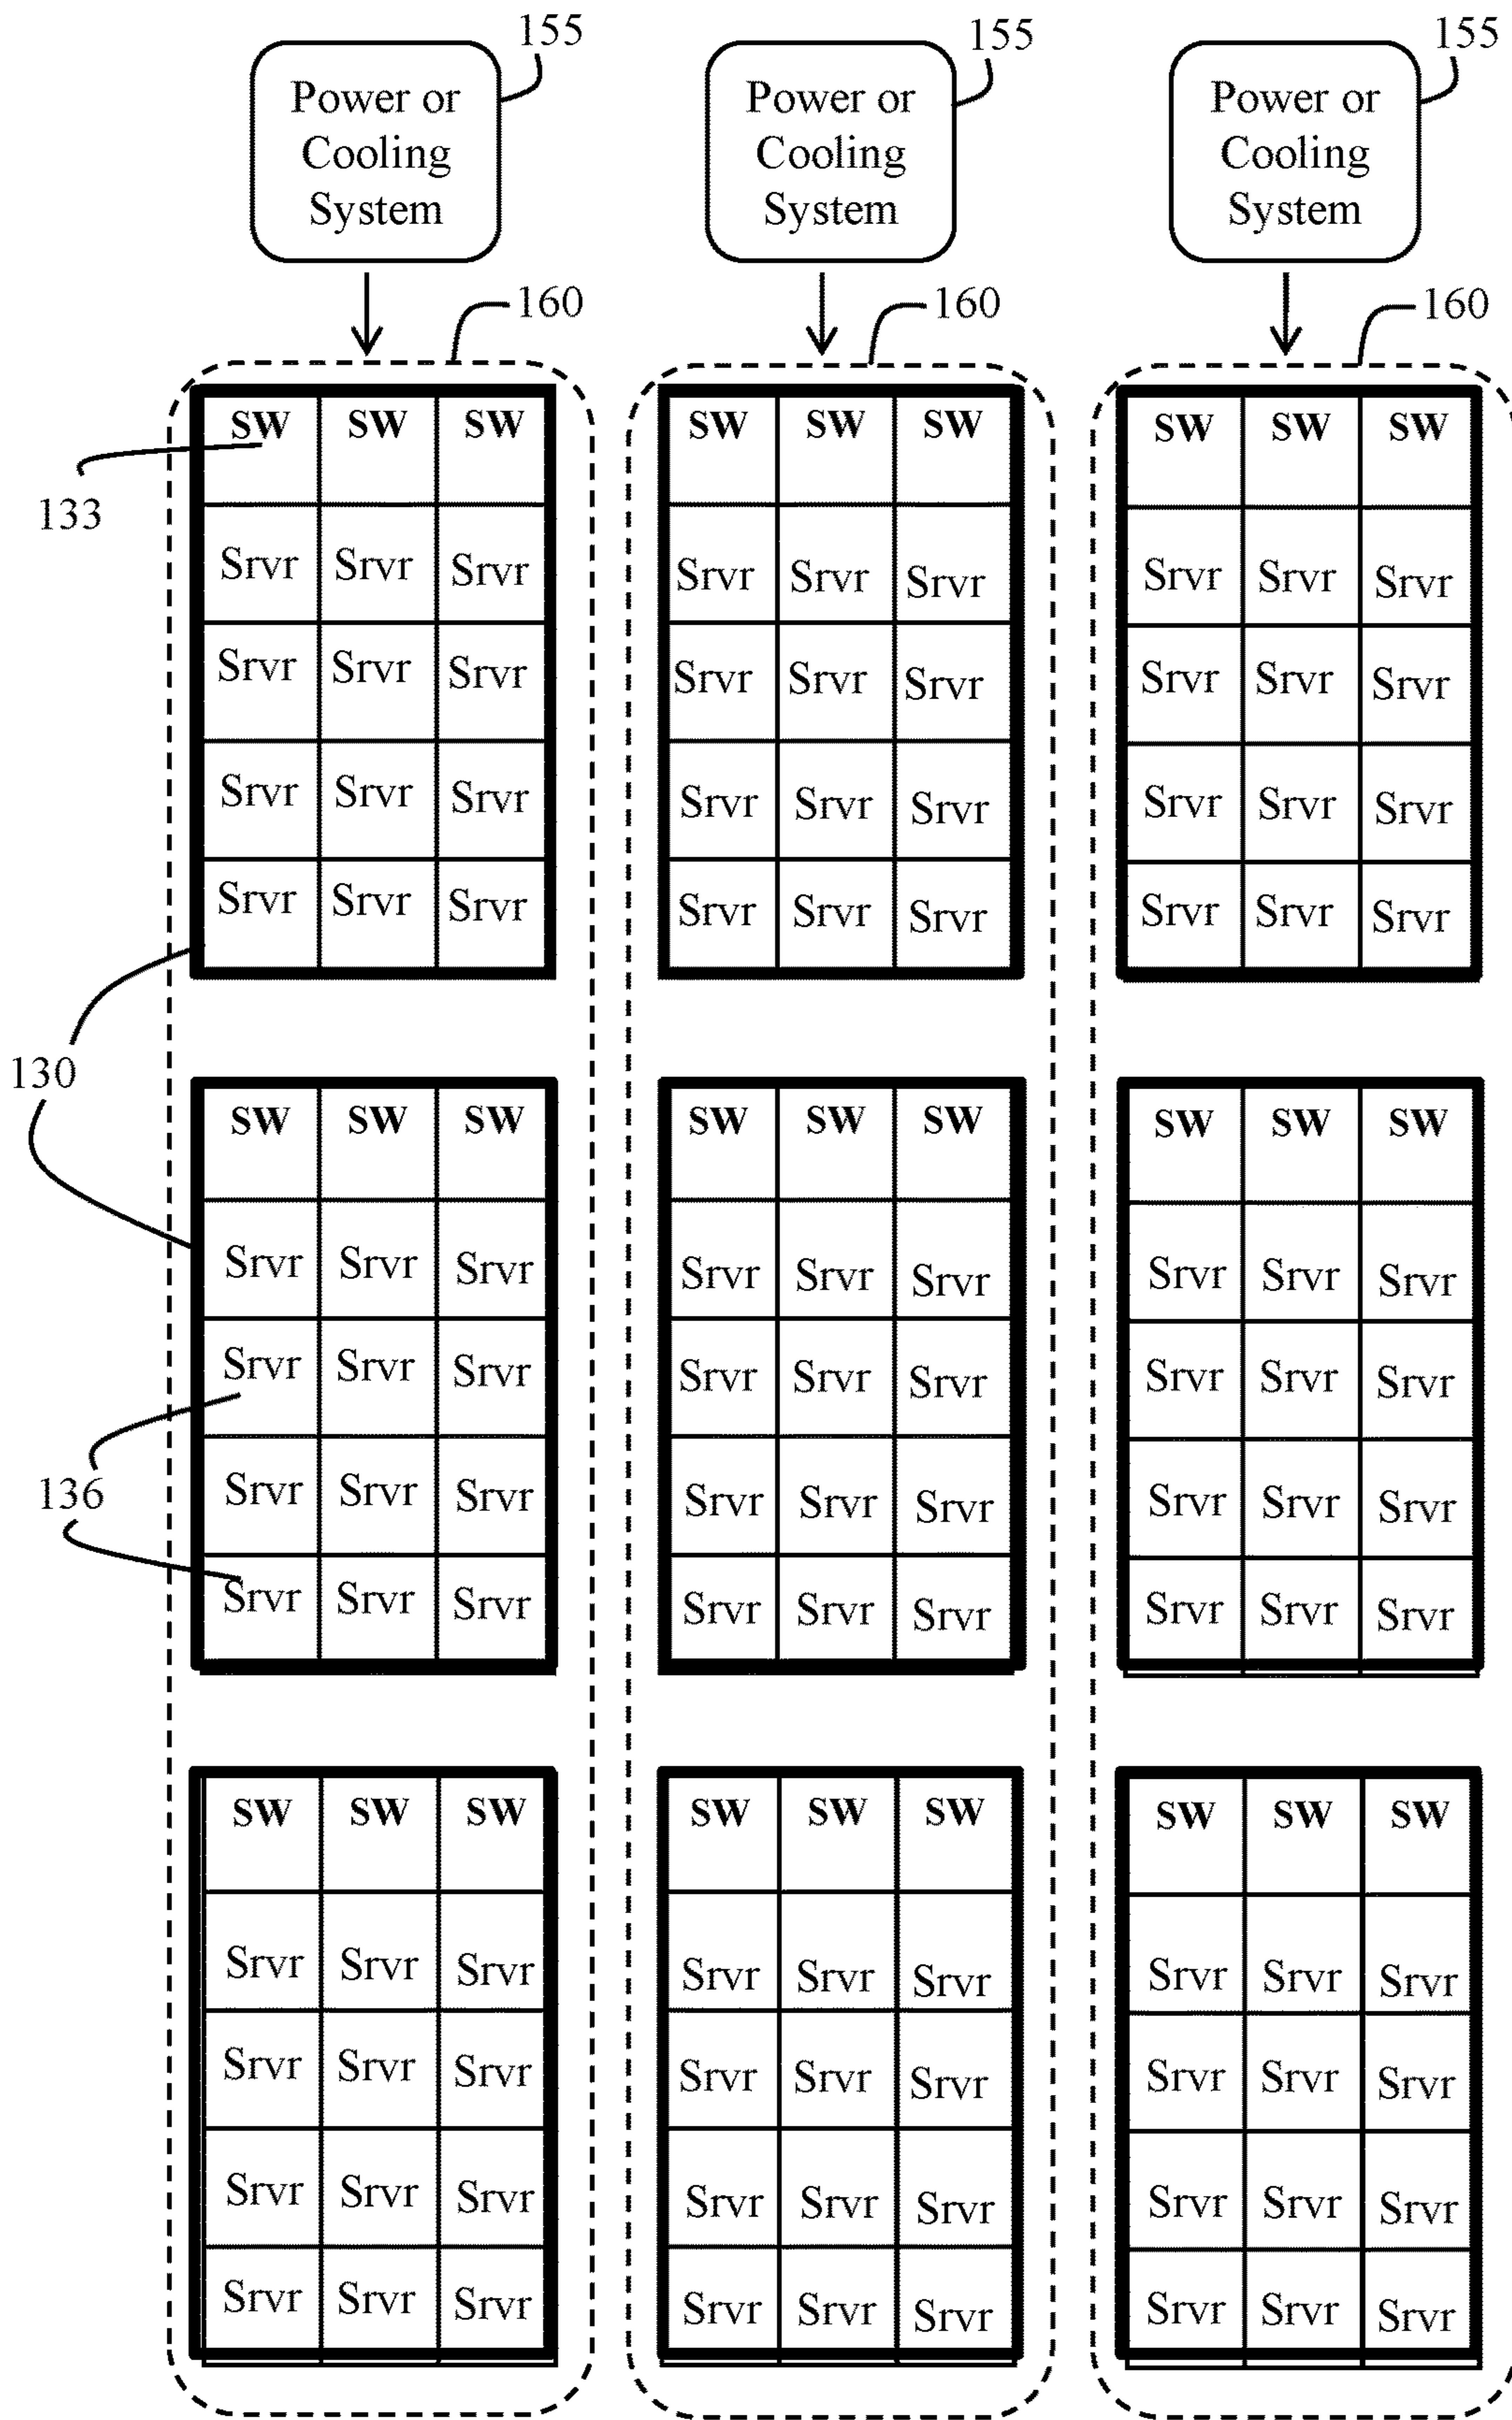 155 155 155
Power or Power or Power or
Cooling Cooling Cooling
System System System
160 160 160
SW SW SW SW SW SW SW SW SW
133
Srvr Srvr Srvr Srvr Srvr Srvr Srvr Srvr Srvr
Srvr Srvr Srvr Srvr Srvr Srvr Srvr Srvr Srvr
Srvr Srvr Srvr Srvr Srvr Srvr Srvr Srvr Srvr
Srvr Srvr Srvr Srvr Srvr Srvr Srvr Srvr Srvr
130
SW SW SW SW SW SW SW SW SW
Srvr Srvr Srvr Srvr Srvr Srvr Srvr Srvr Srvr
Srvr Srvr Srvr Srvr Srvr Srvr Srvr Srvr Srvr
136 Srvr Srvr Srvr Srvr Srvr Srvr Srvr Srvr Srvr
Srvr Srvr Srvr Srvr Srvr Srvr Srvr Srvr Srvr
SW SW SW SW SW SW SW SW SW
Srvr Srvr Srvr Srvr Srvr Srvr Srvr Srvr Srvr
Srvr Srvr Srvr Srvr Srvr Srvr Srvr Srvr Srvr
Srvr Srvr Srvr Srvr Srvr Srvr Srvr Srvr Srvr
Srvr Srvr Srvr Srvr Srvr Srvr Srvr Srvr Srvr